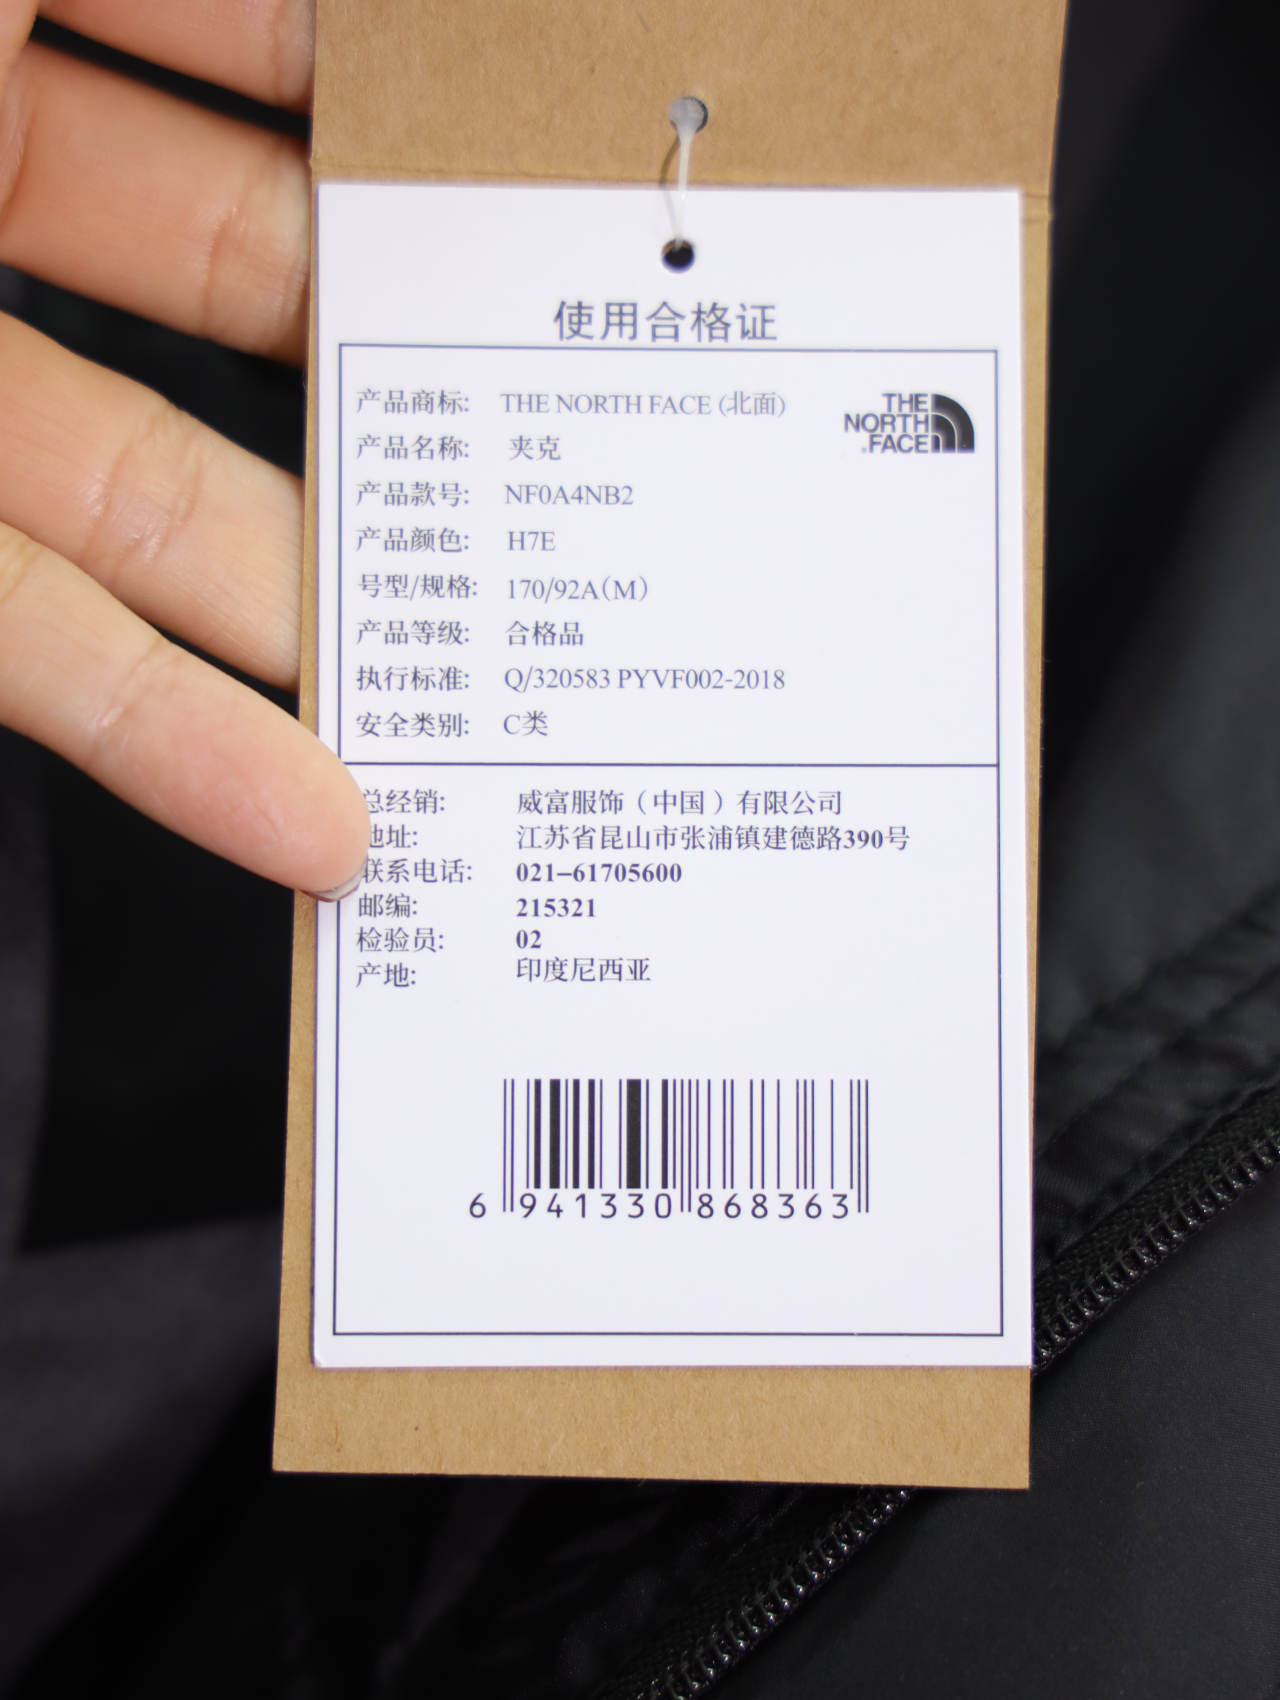 使用合格证
产品商标: THE NORTH FACE (北面)
THE
NORTH
FACE
产品名称: 夹克
产品款号: NF0A4NB2
产品颜色: H7E
号型/规格: 170/92A(M)
产品等级: 合格品
执行标准: Q/320583 PYVF002-2018
安全类别: C类
总经销: 威富服饰（中国）有限公司
地址: 江苏省昆山市张浦镇建德路390号
联系电话: 021-61705600
邮编: 215321
检验员: 02
产地: 印度尼西亚
6 941330 868363